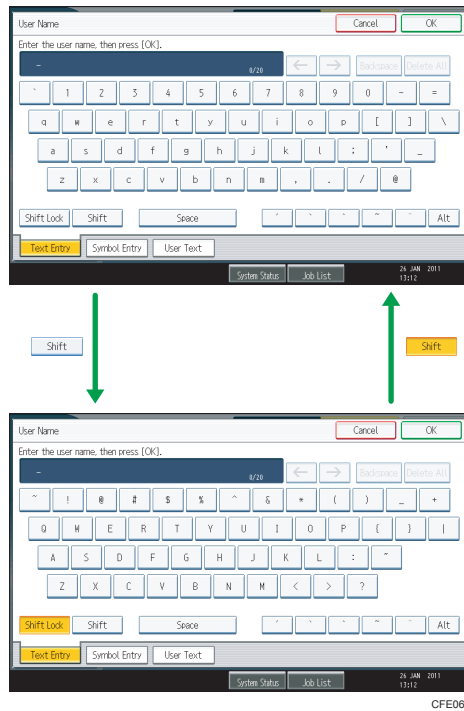 User Name Cancel OK
Enter the user name, then press [OK].
_ 0/20 ← → Backspace Delete All
` 1 2 3 4 5 6 7 8 9 0 - =
q w e r t y u i o p [ ] \
a s d f g h j k l ; ' _
z x c v b n m , . / @
Shift Lock Shift Space ´ ` ^ ~ ¨ Alt
Text Entry Symbol Entry User Text
System Status Job List 26 JAN 2011
13:12
Shift Shift
User Name Cancel OK
Enter the user name, then press [OK].
_ 0/20 ← → Backspace Delete All
~ ! @ # $ % ^ & * ( ) _ +
Q W E R T Y U I O P { } |
A S D F G H J K L : "
Z X C V B N M < > ?
Shift Lock Shift Space ´ ` ^ ~ ¨ Alt
Text Entry Symbol Entry User Text
System Status Job List 26 JAN 2011
13:12
CFE06